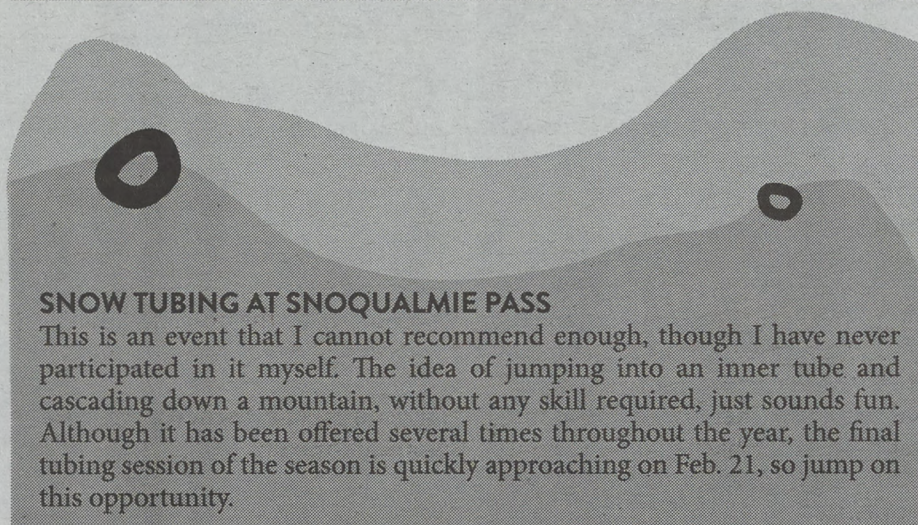 SNOW TUBING AT SNOQUALMIE PASS
This is an event that I cannot recommend enough, though I have never
participated in it myself. The idea of jumping into an inner tube and
cascading down a mountain, without any skill required, just sounds fun.
Although it has been offered several times throughout the year, the final
tubing session of the season is quickly approaching on Feb. 21, so jump on
this opportunity.